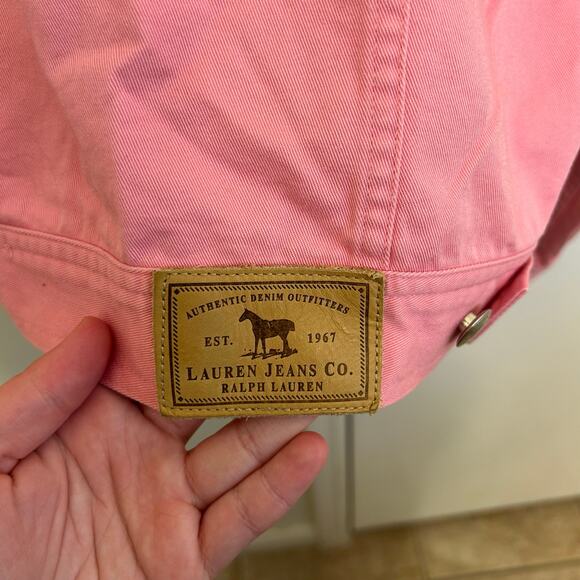 AUTHENTIC DENIM OUTFITTERS
EST. 1967
LAUREN JEANS CO.
RALPH LAUREN